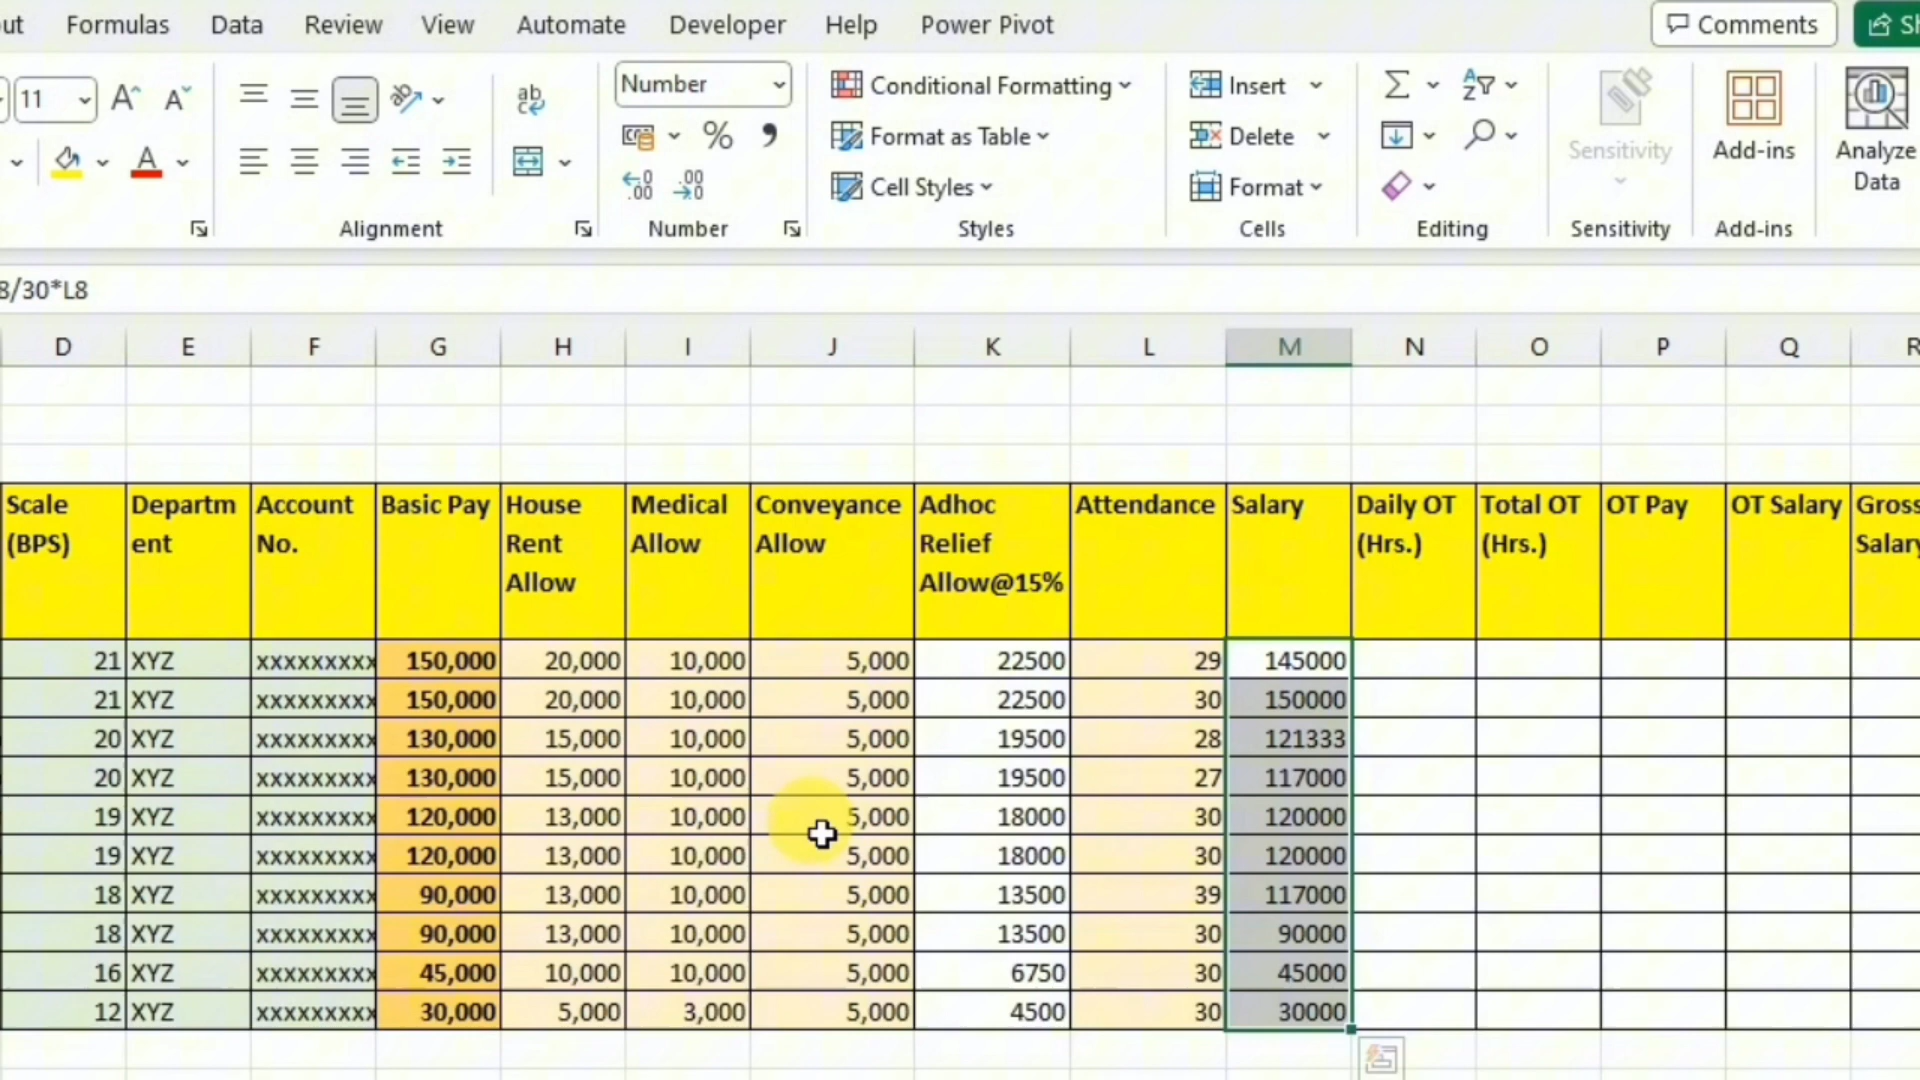 ut Formulas Data Review View Automate Developer Help Power Pivot Comments Sh
11 A A ab Number Conditional Formatting Insert
% Format as Table Delete Sensitivity Add-ins Analyze Data
Cell Styles Format
Alignment Number Styles Cells Editing Sensitivity Add-ins
8/30*L8
D E F G H I J K L M N O P Q R
Scale (BPS) Departm ent Account No. Basic Pay House Rent Allow Medical Allow Conveyance Allow Adhoc Relief Allow@15% Attendance Salary Daily OT (Hrs.) Total OT (Hrs.) OT Pay OT Salary Gross Salary
21 XYZ xxxxxxxxx 150,000 20,000 10,000 5,000 22500 29 145000
21 XYZ xxxxxxxxx 150,000 20,000 10,000 5,000 22500 30 150000
20 XYZ xxxxxxxxx 130,000 15,000 10,000 5,000 19500 28 121333
20 XYZ xxxxxxxxx 130,000 15,000 10,000 5,000 19500 27 117000
19 XYZ xxxxxxxxx 120,000 13,000 10,000 5,000 18000 30 120000
19 XYZ xxxxxxxxx 120,000 13,000 10,000 5,000 18000 30 120000
18 XYZ xxxxxxxxx 90,000 13,000 10,000 5,000 13500 39 117000
18 XYZ xxxxxxxxx 90,000 13,000 10,000 5,000 13500 30 90000
16 XYZ xxxxxxxxx 45,000 10,000 10,000 5,000 6750 30 45000
12 XYZ xxxxxxxxx 30,000 5,000 3,000 5,000 4500 30 30000